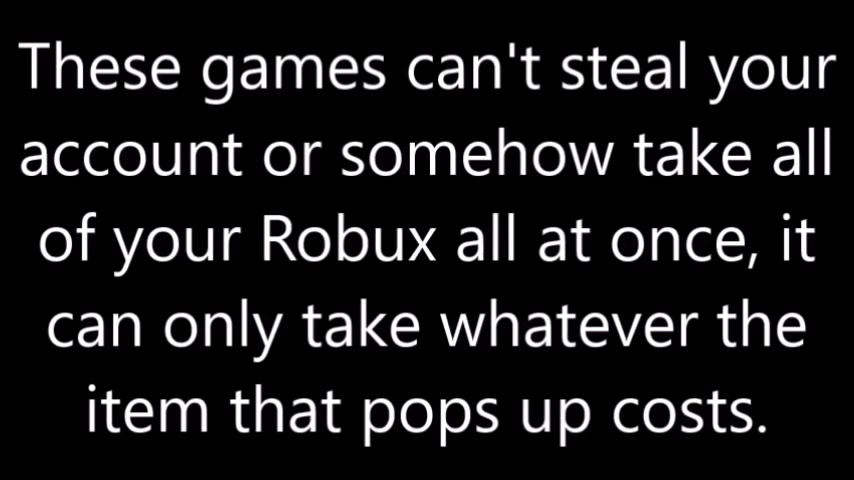 These games can't steal your
account or somehow take all
of your Robux all at once, it
can only take whatever the
item that pops up costs.